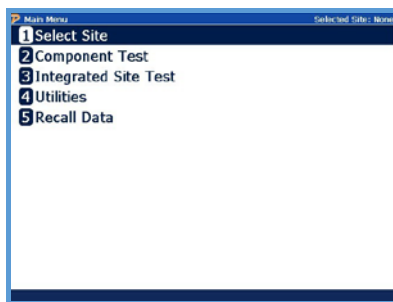 Main Menu Selected Site: None
1 Select Site
2 Component Test
3 Integrated Site Test
4 Utilities
5 Recall Data